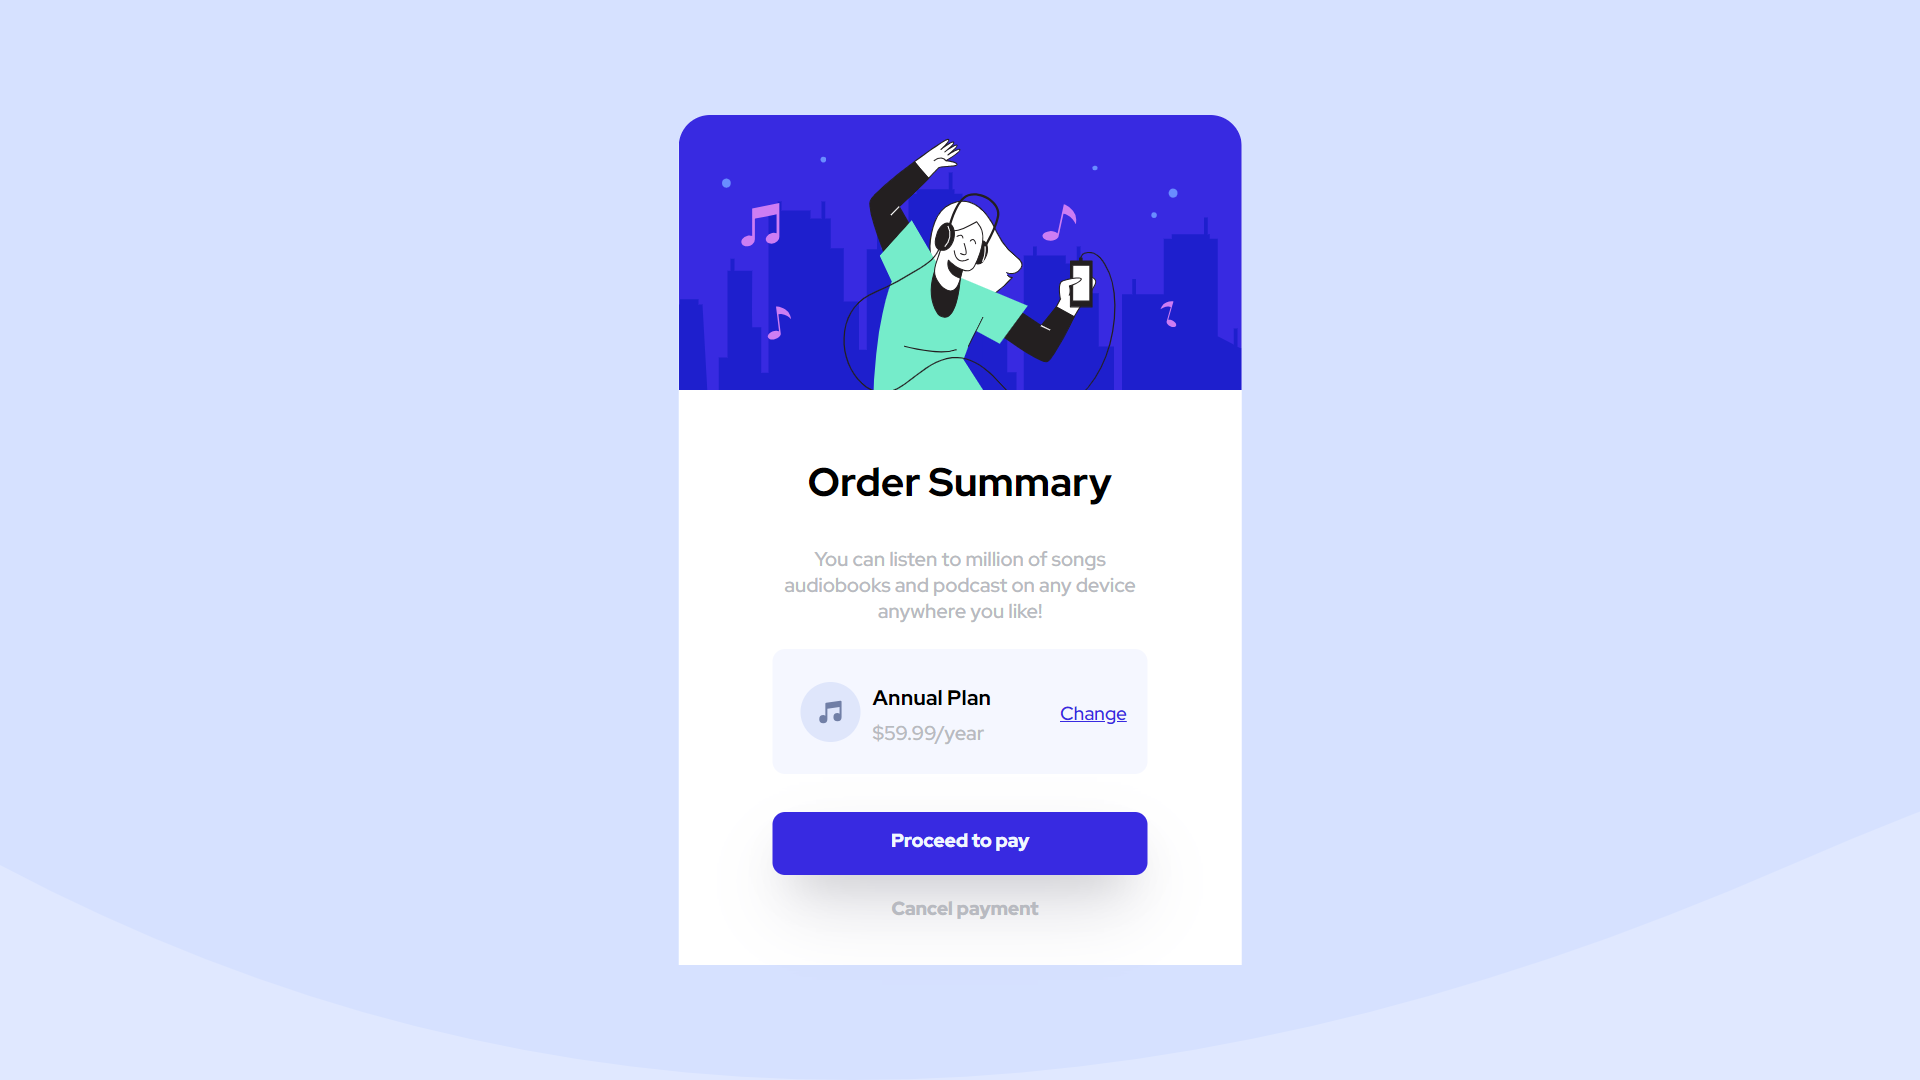 Order Summary
You can listen to million of songs
audiobooks and podcast on any device
anywhere you like!
Annual Plan
$59.99/year
Change
Proceed to pay
Cancel payment